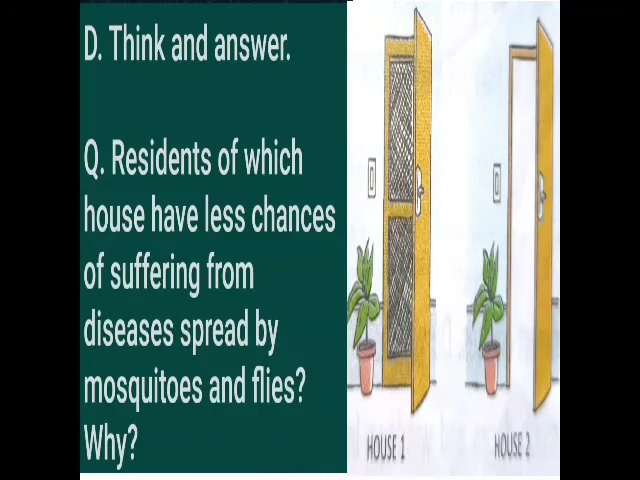 D. Think and answer.
Q. Residents of which
house have less chances
of suffering from
diseases spread by
mosquitoes and flies?
Why?
HOUSE 1
HOUSE 2